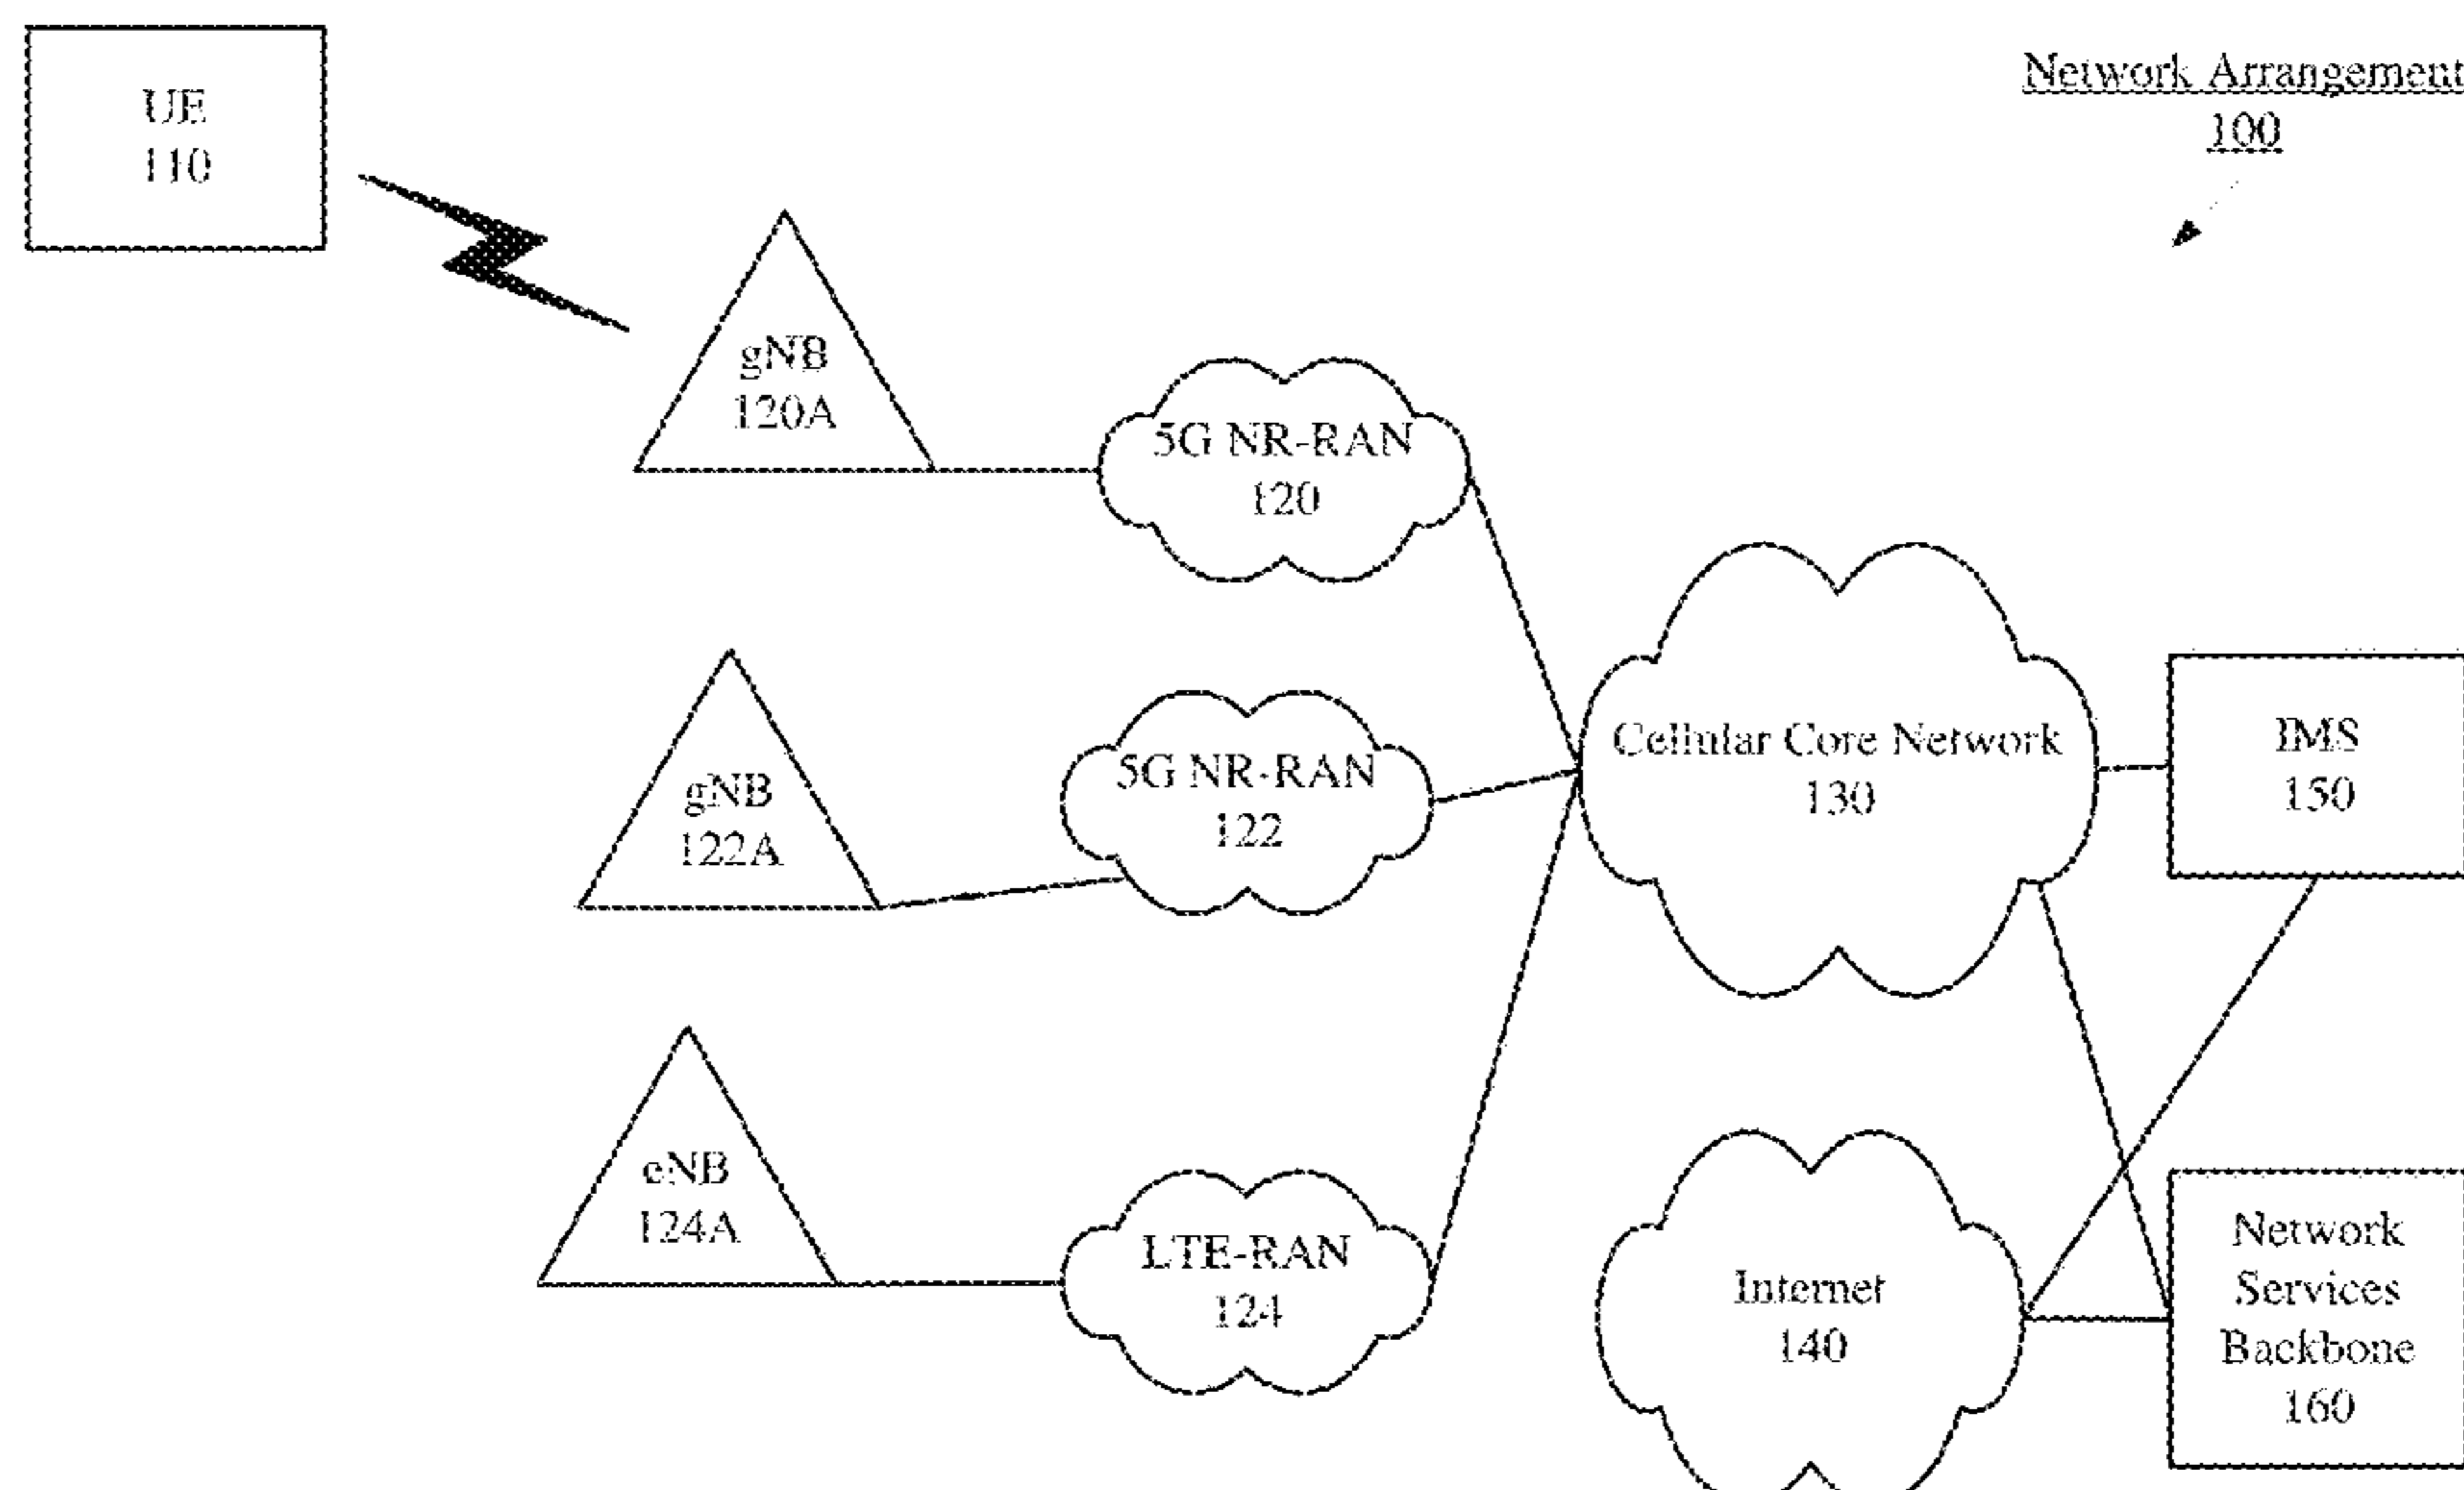 UE
110
Network Arrangement
100
gNB
120A
5G NR-RAN
120
gNB
122A
5G NR-RAN
122
Cellular Core Network
130
IMS
150
eNB
124A
LTE-RAN
124
Internet
140
Network
Services
Backbone
160